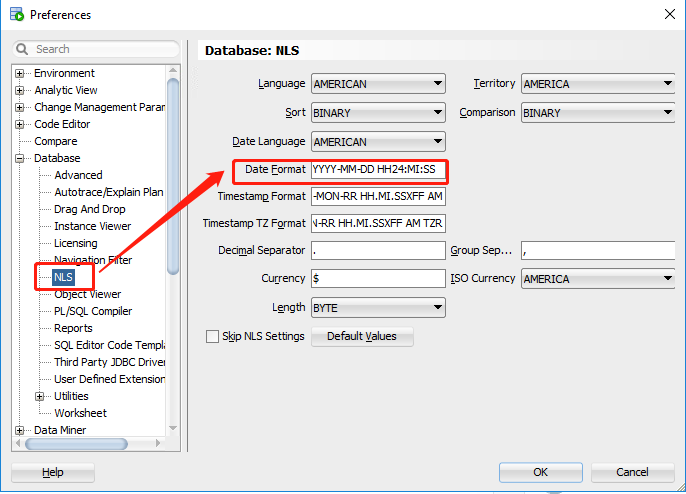 Preferences
Search
Environment
Analytic View
Change Management Param
Code Editor
Compare
Database
Advanced
Autotrace/Explain Plan
Drag And Drop
Instance Viewer
Licensing
Navigation Filter
NLS
Object Viewer
PL/SQL Compiler
Reports
SQL Editor Code Templa
Third Party JDBC Driver
User Defined Extension
Utilities
Worksheet
Data Miner
Database: NLS
Language AMERICAN Territory AMERICA
Sort BINARY Comparison BINARY
Date Language AMERICAN
Date Format YYYY-MM-DD HH24:MI:SS
Timestamp Format -MON-RR HH.MI.SSXFF AM
Timestamp TZ Format N-RR HH.MI.SSXFF AM TZR
Decimal Separator . Group Sep... ,
Currency $ ISO Currency AMERICA
Length BYTE
Skip NLS Settings Default Values
Help OK Cancel